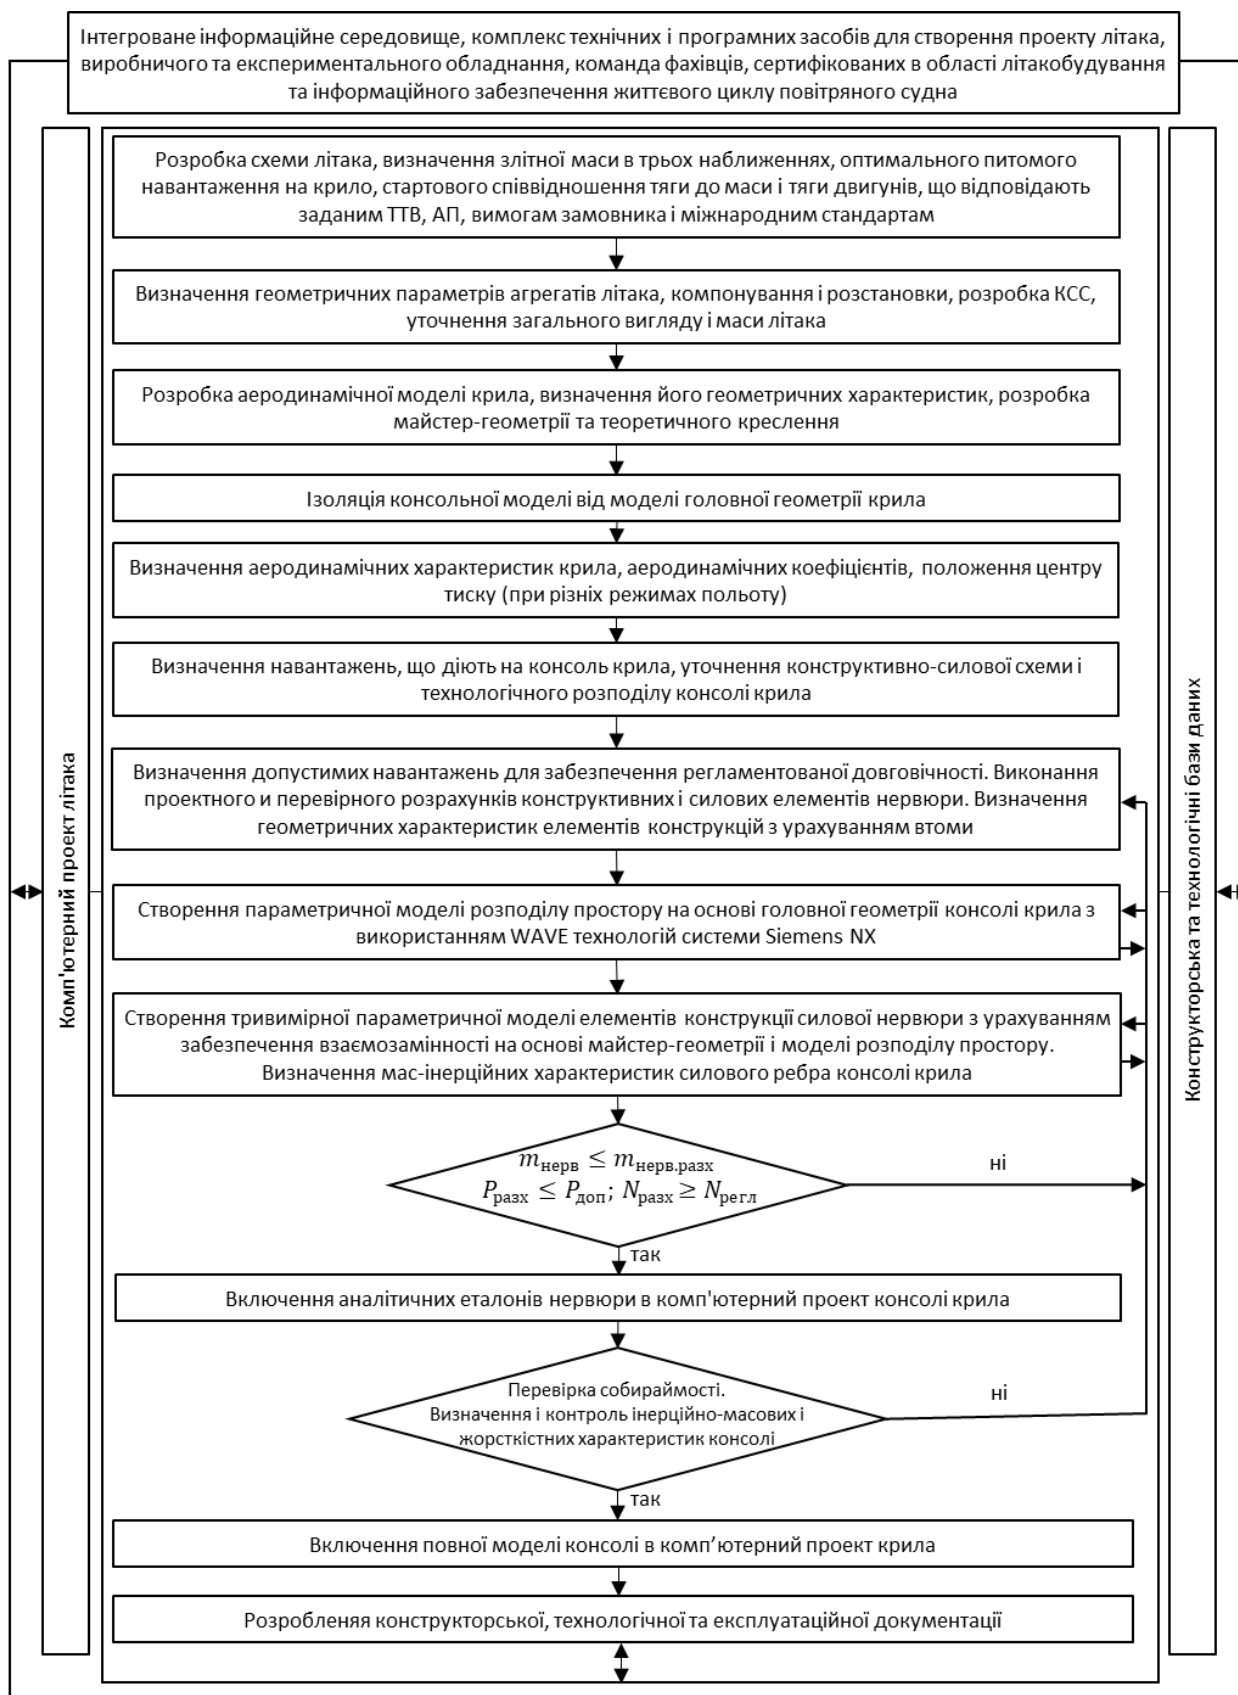 Інтегроване інформаційне середовище, комплекс технічних і програмних засобів для створення проекту літака,
виробничого та експериментального обладнання, команда фахівців, сертифікованих в області літакобудування
та інформаційного забезпечення життєвого циклу повітряного судна
Комп'ютерний проект літака
Розробка схеми літака, визначення злітної маси в трьох наближеннях, оптимального питомого
навантаження на крило, стартового співвідношення тяги до маси і тяги двигунів, що відповідають
заданим ТТВ, АП, вимогам замовника і міжнародним стандартам
Визначення геометричних параметрів агрегатів літака, компонування і розстановки, розробка КСС,
уточнення загального вигляду і маси літака
Розробка аеродинамічної моделі крила, визначення його геометричних характеристик, розробка
майстер-геометрії та теоретичного креслення
Ізоляція консольної моделі від моделі головної геометрії крила
Визначення аеродинамічних характеристик крила, аеродинамічних коефіцієнтів, положення центру
тиску (при різних режимах польоту)
Визначення навантажень, що діють на консоль крила, уточнення конструктивно-силової схеми і
технологічного розподілу консолі крила
Визначення допустимих навантажень для забезпечення регламентованої довговічності. Виконання
проектного и перевірного розрахунків конструктивних і силових елементів нервюри. Визначення
геометричних характеристик елементів конструкцій з урахуванням втоми
Створення параметричної моделі розподілу простору на основі головної геометрії консолі крила з
використанням WAVE технологій системи Siemens NX
Створення тривимірної параметричної моделі елементів конструкції силової нервюри з урахуванням
забезпечення взаємозамінності на основі майстер-геометрії і моделі розподілу простору.
Визначення мас-інерційних характеристик силового ребра консолі крила
m_нерв ≤ m_нерв.разх
P_разх ≤ P_доп; N_разх ≥ N_регл
ні
так
Включення аналітичних еталонів нервюри в комп'ютерний проект консолі крила
Перевірка собираймості.
Визначення і контроль інерційно-масових і
жорсткістних характеристик консолі
ні
так
Включення повної моделі консолі в комп’ютерний проект крила
Розробленя конструкторської, технологічної та експлуатаційної документації
Конструкторська та технологічні бази даних